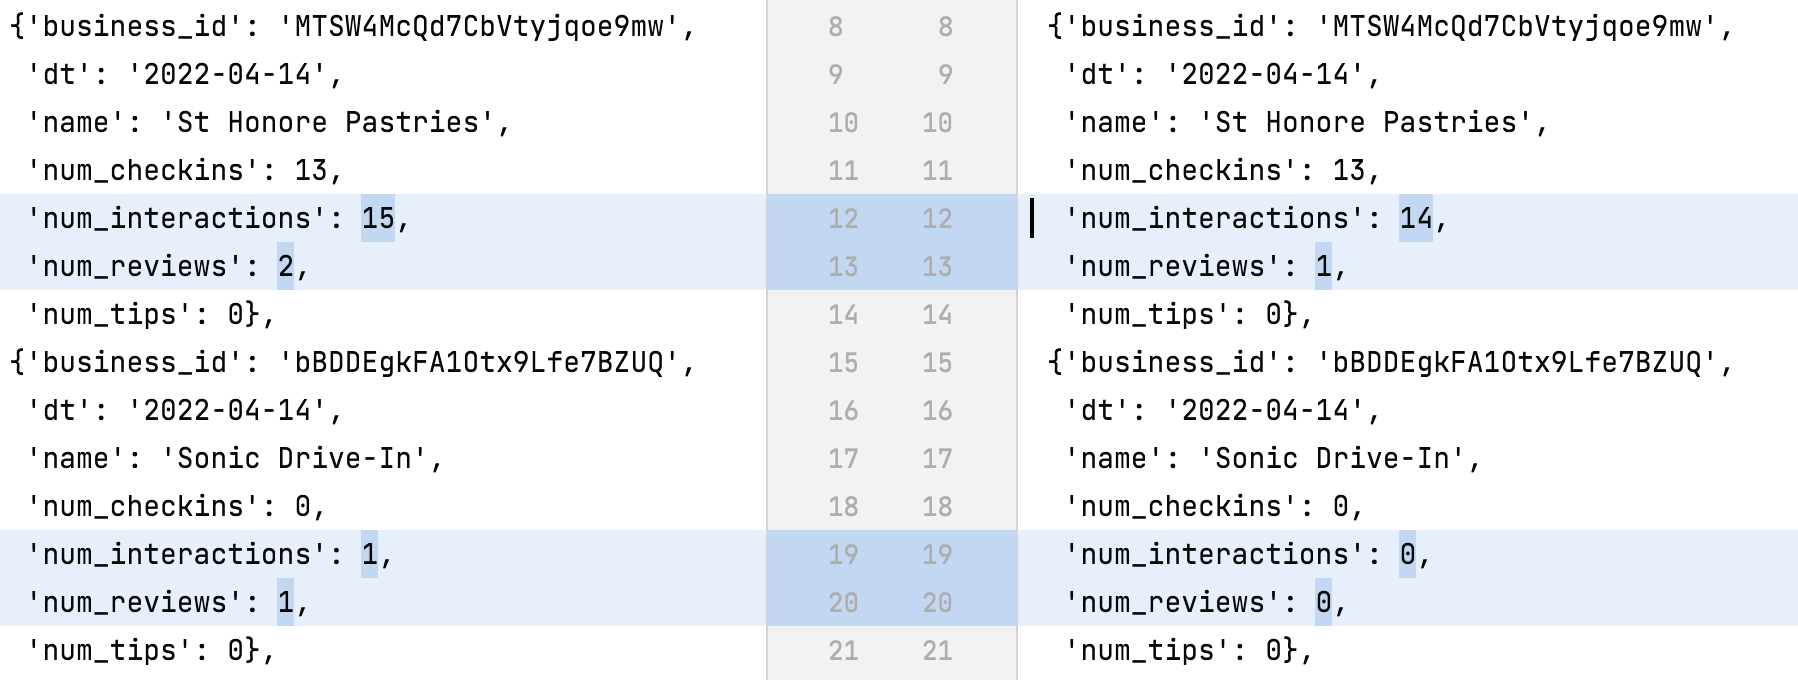 {'business_id': 'MTSW4McQd7CbVtyjqoe9mw', 8 8 {'business_id': 'MTSW4McQd7CbVtyjqoe9mw',
'dt': '2022-04-14', 9 9 'dt': '2022-04-14',
'name': 'St Honore Pastries', 10 10 'name': 'St Honore Pastries',
'num_checkins': 13, 11 11 'num_checkins': 13,
'num_interactions': 15, 12 12 'num_interactions': 14,
'num_reviews': 2, 13 13 'num_reviews': 1,
'num_tips': 0}, 14 14 'num_tips': 0},
{'business_id': 'bBDDEgkFA1Otx9Lfe7BZUQ', 15 15 {'business_id': 'bBDDEgkFA1Otx9Lfe7BZUQ',
'dt': '2022-04-14', 16 16 'dt': '2022-04-14',
'name': 'Sonic Drive-In', 17 17 'name': 'Sonic Drive-In',
'num_checkins': 0, 18 18 'num_checkins': 0,
'num_interactions': 1, 19 19 'num_interactions': 0,
'num_reviews': 1, 20 20 'num_reviews': 0,
'num_tips': 0}, 21 21 'num_tips': 0},